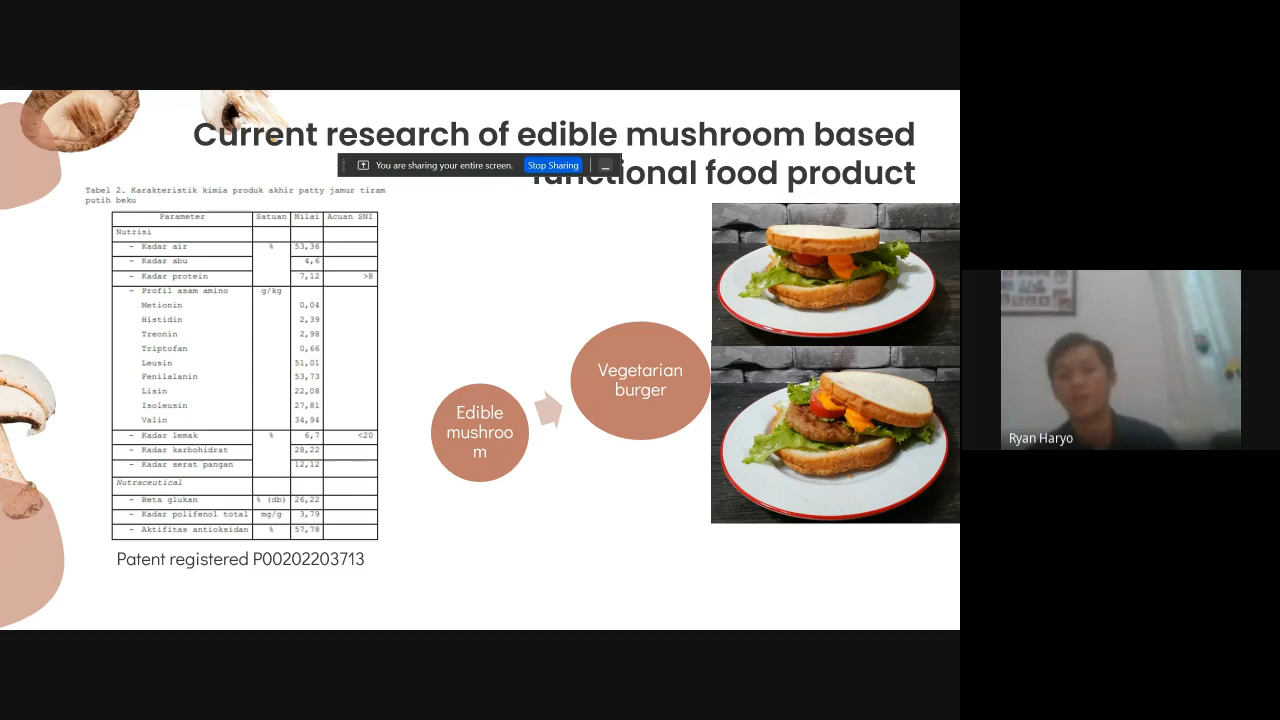 Current research of edible mushroom based
functional food product
You are sharing your entire screen. Stop Sharing
Tabel 2. Karakteristik kimia produk akhir patty jamur tiram
putih beku
Parameter Satuan Nilai Acuan SNI
Nutrisi
- Kadar air % 53,36
- Kadar abu 4,6
- Kadar protein 7,12 >8
- Profil asam amino g/kg
Metionin 0,04
Histidin 2,39
Treonin 2,98
Triptofan 0,66
Leusin 51,01
Fenilalanin 53,73
Lisin 22,08
Isoleusin 27,81
Valin 34,94
- Kadar lemak % 6,7 <20
- Kadar karbohidrat 28,22
- Kadar serat pangan 12,12
Nutraceutical
- Beta glukan % (db) 26,22
- Kadar polifenol total mg/g 3,79
- Aktifitas antioksidan % 57,78
Patent registered P00202203713
Edible
mushroo
m
Vegetarian
burger
Ryan Haryo